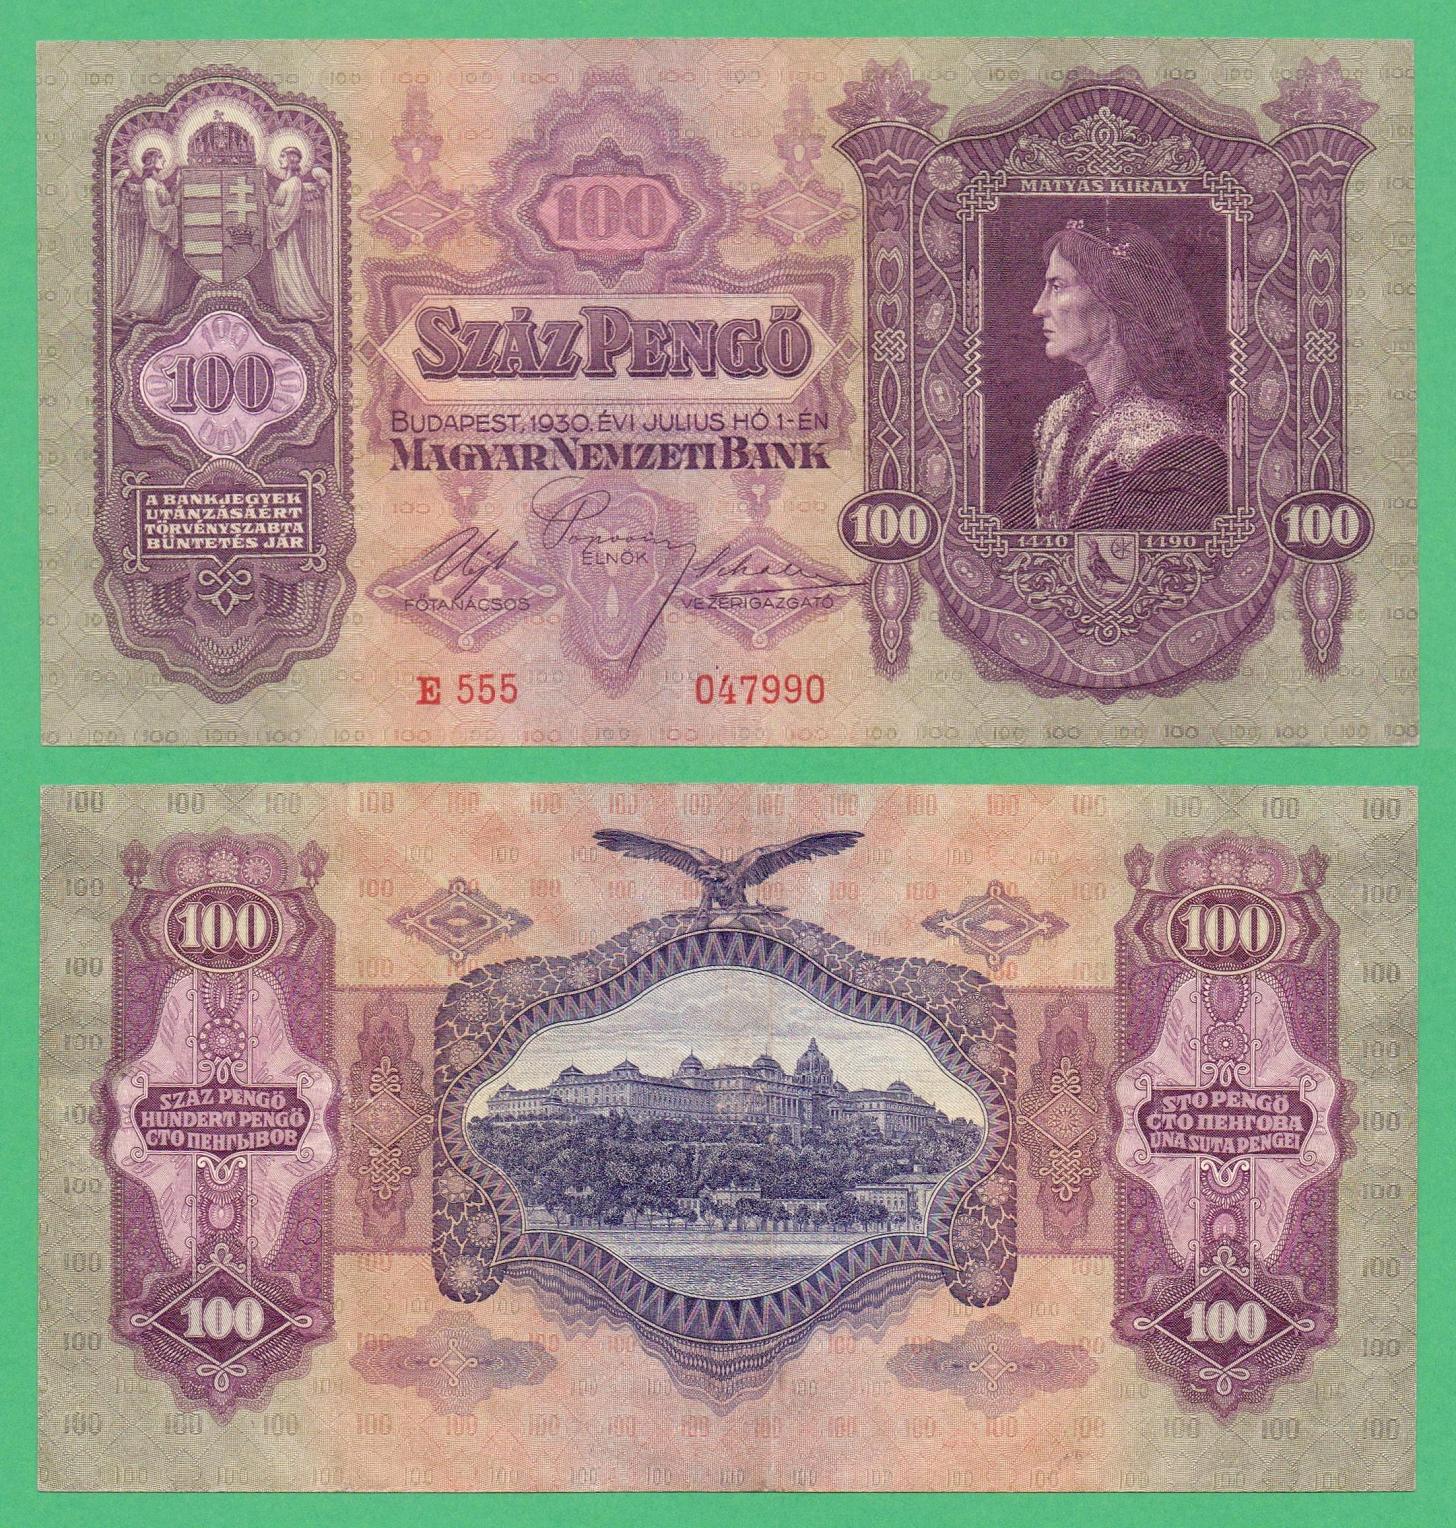 100
A BANKJEGYEK
UTÁNZÁSÁÉRT
TÖRVÉNYSZABTA
BÜNTETÉS JÁR
100
SZÁZ PENGŐ
BUDAPEST, 1930. ÉVI JULIUS HÓ 1-ÉN
MAGYAR NEMZETI BANK
ELNÖK
FŐTANÁCSOS
VEZÉRIGAZGATÓ
E 555
047990
MÁTYÁS KIRÁLY
100
100
1440
1490
100
SZÁZ PENGŐ
HUNDERT PENGŐ
СТО ПЕНГЫВОВ
100
100
STO PENGÖ
СТО ПЕНГОВА
UNA SUTA PENGEI
100